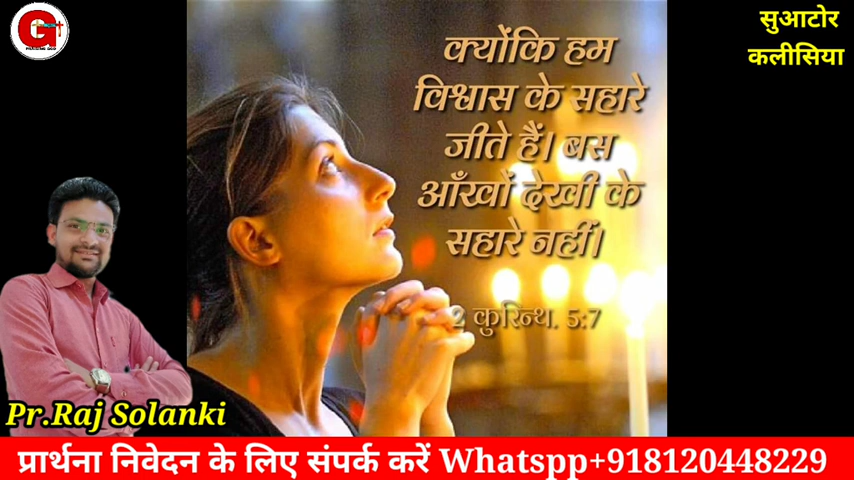 सुआटोर
कलीसिया
क्योंकि हम
विश्वास के सहारे
जीते हैं। बस
आँखों देखी के
सहारे नहीं।
2 कुरिन्थ. 5:7
Pr.Raj Solanki
प्रार्थना निवेदन के लिए संपर्क करें Whatspp+918120448229